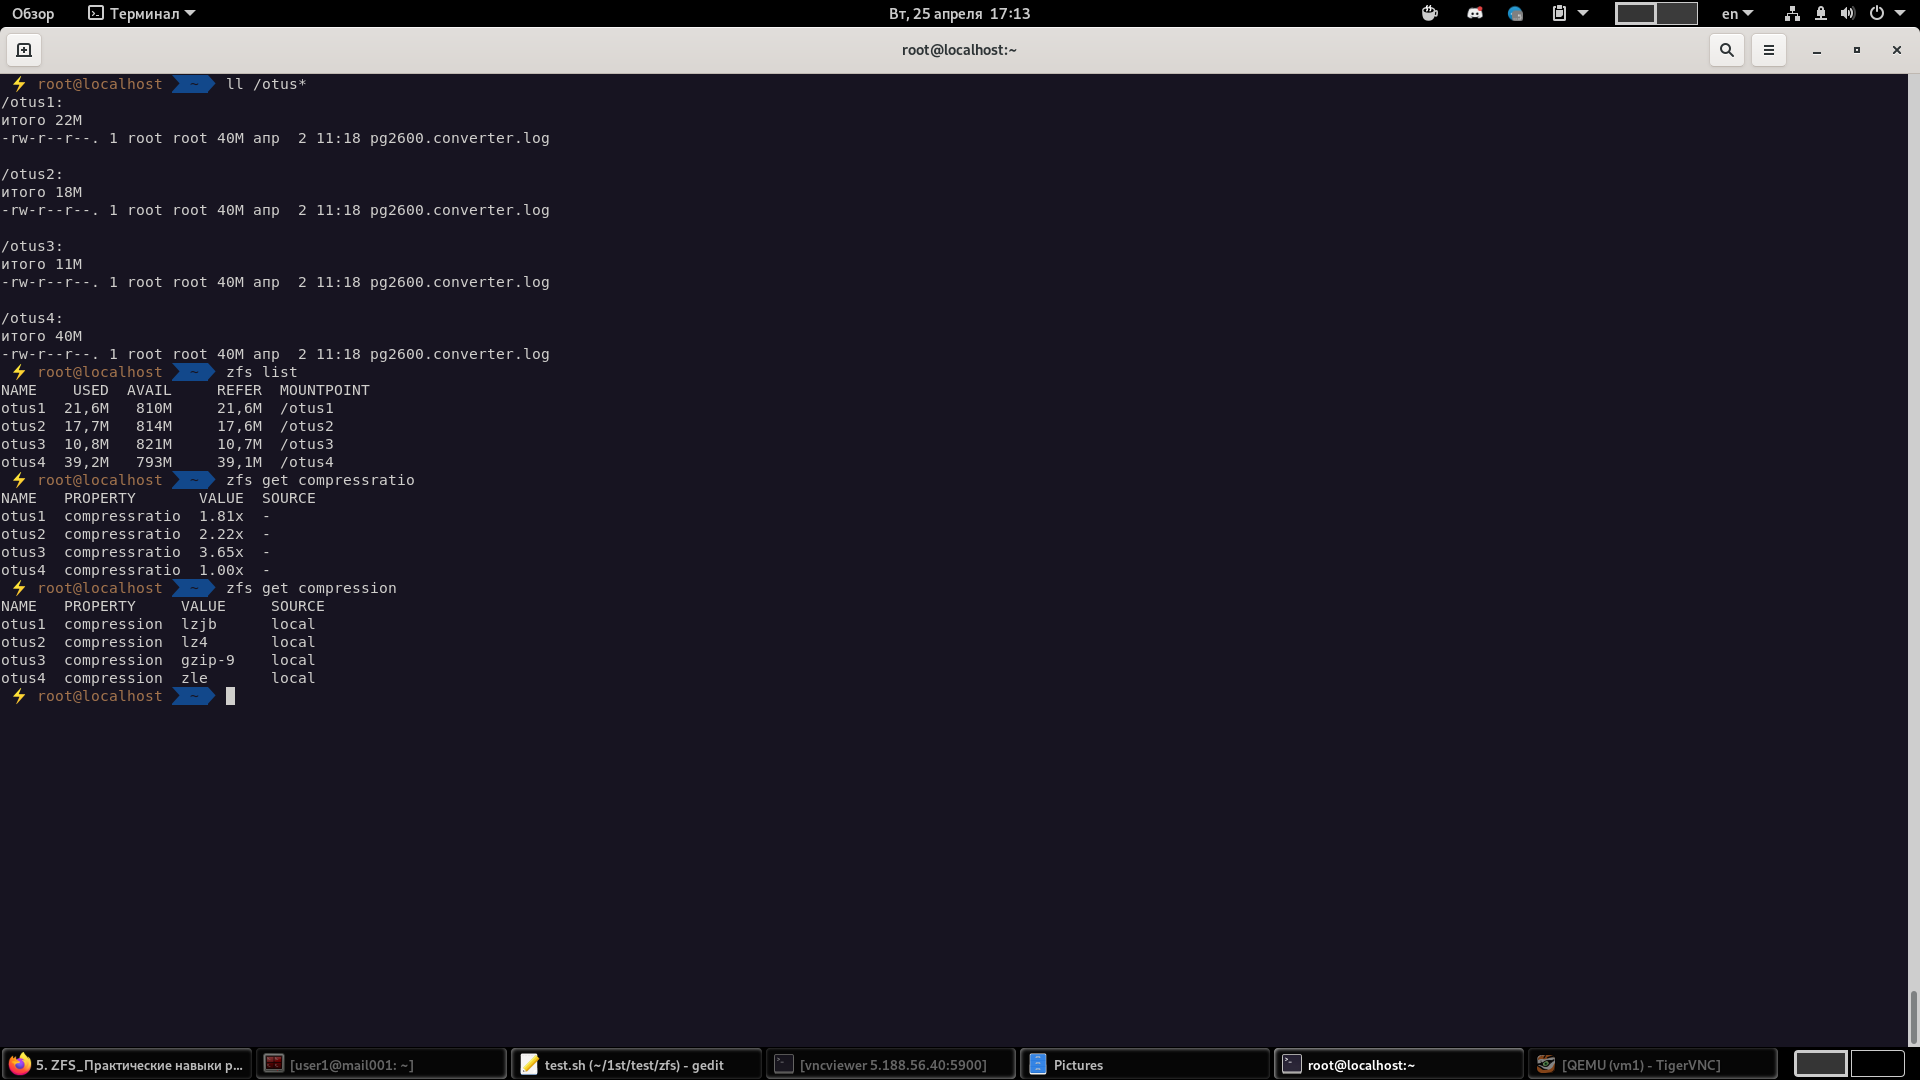 Обзор Терминал Вт, 25 апреля 17:13 en
root@localhost:~
root@localhost ~ ll /otus*
/otus1:
итого 22M
-rw-r--r--. 1 root root 40M апр  2 11:18 pg2600.converter.log
/otus2:
итого 18M
-rw-r--r--. 1 root root 40M апр  2 11:18 pg2600.converter.log
/otus3:
итого 11M
-rw-r--r--. 1 root root 40M апр  2 11:18 pg2600.converter.log
/otus4:
итого 40M
-rw-r--r--. 1 root root 40M апр  2 11:18 pg2600.converter.log
root@localhost ~ zfs list
NAME    USED  AVAIL     REFER  MOUNTPOINT
otus1  21,6M   810M     21,6M  /otus1
otus2  17,7M   814M     17,6M  /otus2
otus3  10,8M   821M     10,7M  /otus3
otus4  39,2M   793M     39,1M  /otus4
root@localhost ~ zfs get compressratio
NAME   PROPERTY       VALUE  SOURCE
otus1  compressratio  1.81x  -
otus2  compressratio  2.22x  -
otus3  compressratio  3.65x  -
otus4  compressratio  1.00x  -
root@localhost ~ zfs get compression
NAME   PROPERTY     VALUE     SOURCE
otus1  compression  lzjb      local
otus2  compression  lz4       local
otus3  compression  gzip-9    local
otus4  compression  zle       local
root@localhost ~
5. ZFS_Практические навыки р... [user1@mail001: ~] test.sh (~/1st/test/zfs) - gedit [vncviewer 5.188.56.40:5900] Pictures root@localhost:~ [QEMU (vm1) - TigerVNC]